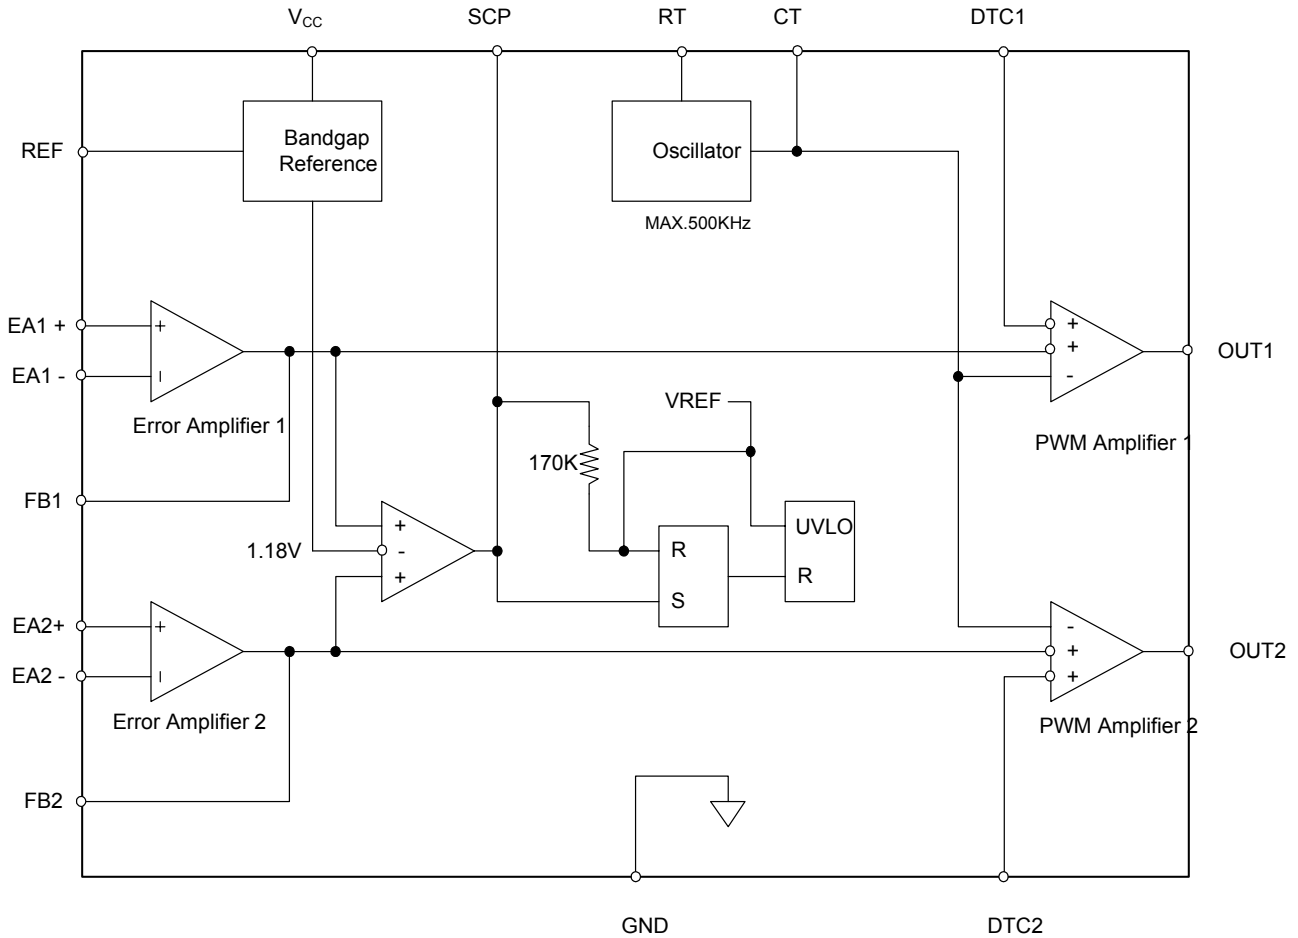 VCC
SCP
RT
CT
DTC1
Bandgap
Reference
REF
Oscillator
MAX.500KHz
EA1 +
+
EA1 -
-
Error Amplifier 1
+
+
-
OUT1
PWM Amplifier 1
VREF
170K
FB1
+
1.18V
-
+
UVLO
R
R
S
EA2+
+
EA2 -
-
Error Amplifier 2
-
+
+
OUT2
PWM Amplifier 2
FB2
GND
DTC2